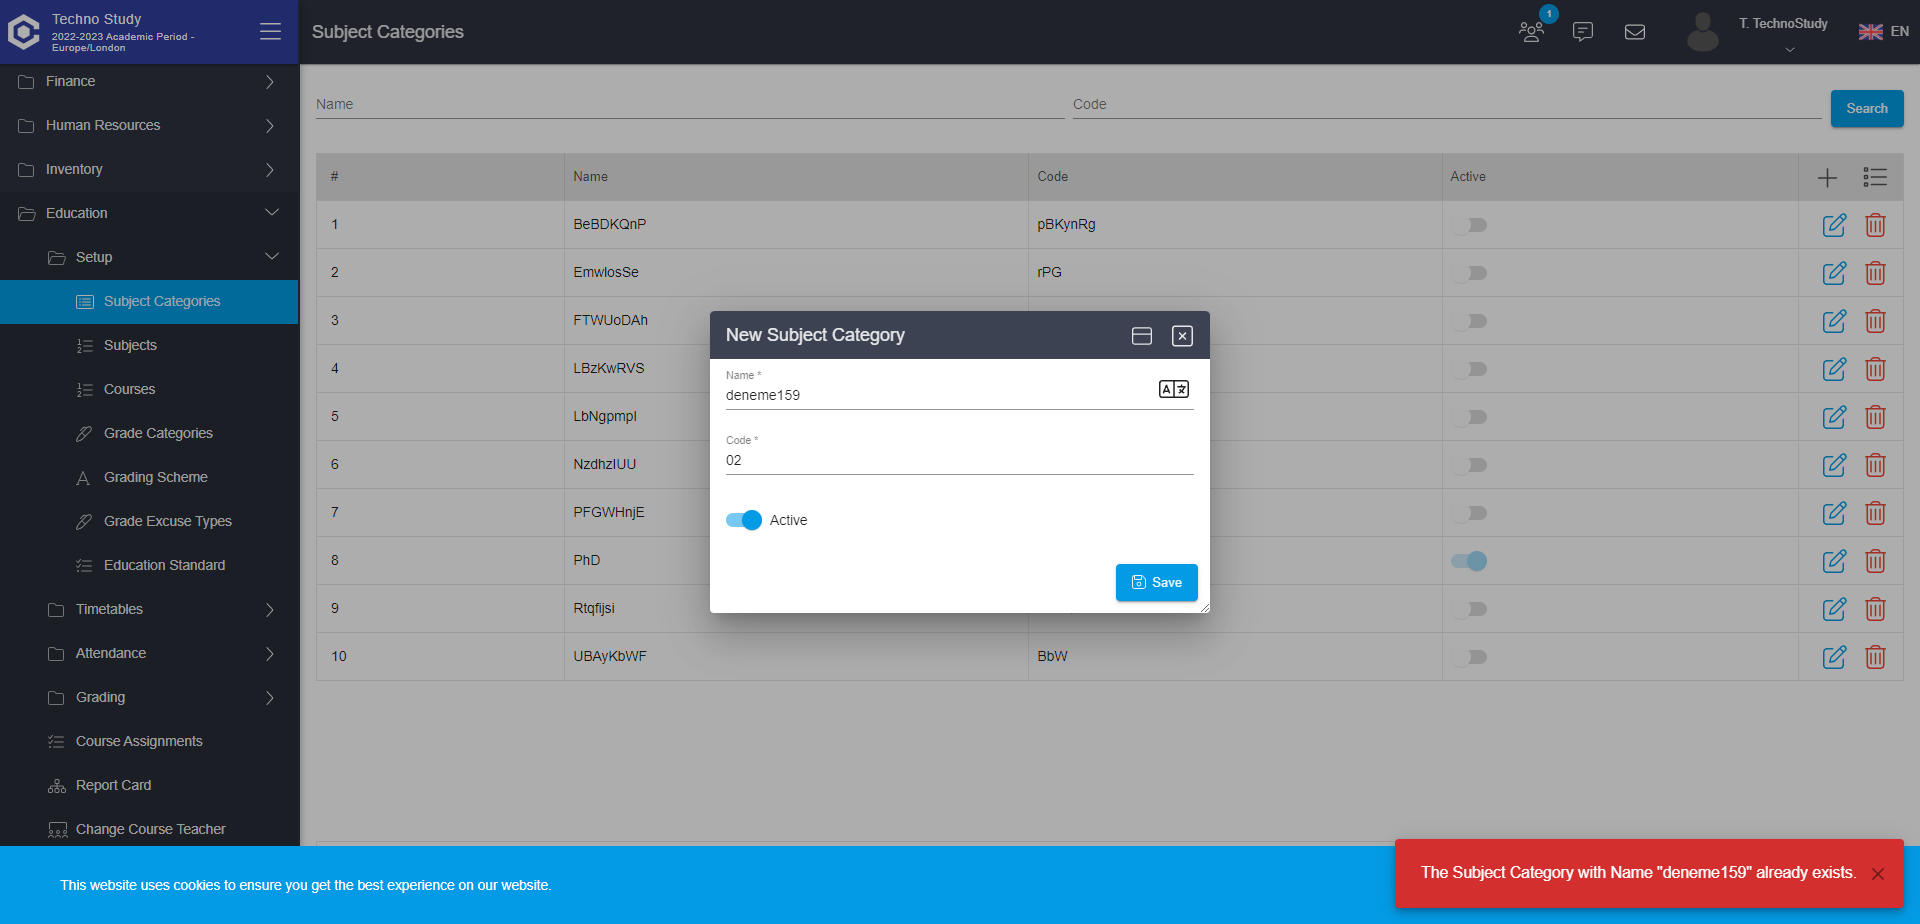 Techno Study
2022-2023 Academic Period -
Europe/London
Subject Categories
1
T. TechnoStudy
EN
Finance
Human Resources
Inventory
Education
Setup
Subject Categories
Subjects
Courses
Grade Categories
Grading Scheme
Grade Excuse Types
Education Standard
Timetables
Attendance
Grading
Course Assignments
Report Card
Change Course Teacher
Name
Code
Search
# Name Code Active
1 BeBDKQnP pBKynRg
2 EmwlosSe rPG
3 FTWUoDAh
4 LBzKwRVS
5 LbNgpmpl
6 NzdhzIUU
7 PFGWHnjE
8 PhD
9 Rtqfijsi
10 UBAyKbWF BbW
New Subject Category
Name *
deneme159
Code *
02
Active
Save
This website uses cookies to ensure you get the best experience on our website.
The Subject Category with Name "deneme159" already exists.